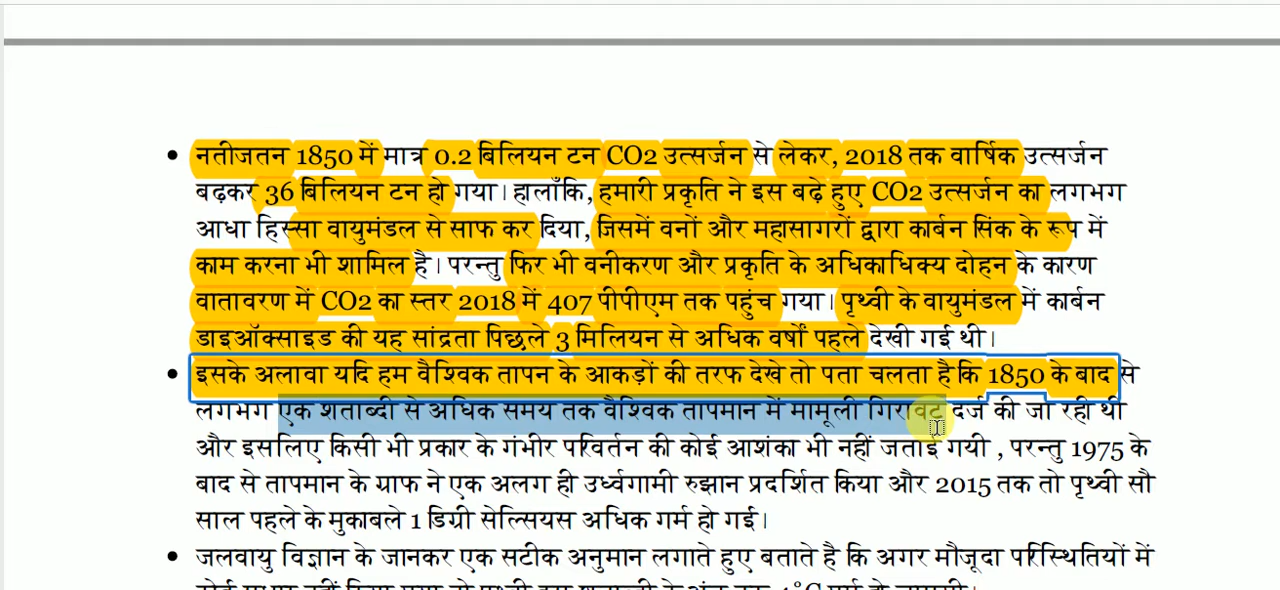 • नतीजतन 1850 में मात्र 0.2 बिलियन टन CO2 उत्सर्जन से लेकर, 2018 तक वार्षिक उत्सर्जन
बढ़कर 36 बिलियन टन हो गया। हालाँकि, हमारी प्रकृति ने इस बढ़े हुए CO2 उत्सर्जन का लगभग
आधा हिस्सा वायुमंडल से साफ कर दिया, जिसमें वनों और महासागरों द्वारा कार्बन सिंक के रूप में
काम करना भी शामिल है। परन्तु फिर भी वनीकरण और प्रकृति के अधिकाधिक्य दोहन के कारण
वातावरण में CO2 का स्तर 2018 में 407 पीपीएम तक पहुंच गया। पृथ्वी के वायुमंडल में कार्बन
डाइऑक्साइड की यह सांद्रता पिछले 3 मिलियन से अधिक वर्षों पहले देखी गई थी।
• इसके अलावा यदि हम वैश्विक तापन के आकड़ों की तरफ देखे तो पता चलता है कि 1850 के बाद से
लगभग एक शताब्दी से अधिक समय तक वैश्विक तापमान में मामूली गिरावट दर्ज की जा रही थी
और इसलिए किसी भी प्रकार के गंभीर परिवर्तन की कोई आशंका भी नहीं जताई गयी , परन्तु 1975 के
बाद से तापमान के ग्राफ ने एक अलग ही उर्ध्वगामी रुझान प्रदर्शित किया और 2015 तक तो पृथ्वी सौ
साल पहले के मुकाबले 1 डिग्री सेल्सियस अधिक गर्म हो गई।
• जलवायु विज्ञान के जानकर एक सटीक अनुमान लगाते हुए बताते है कि अगर मौजूदा परिस्थितियों में